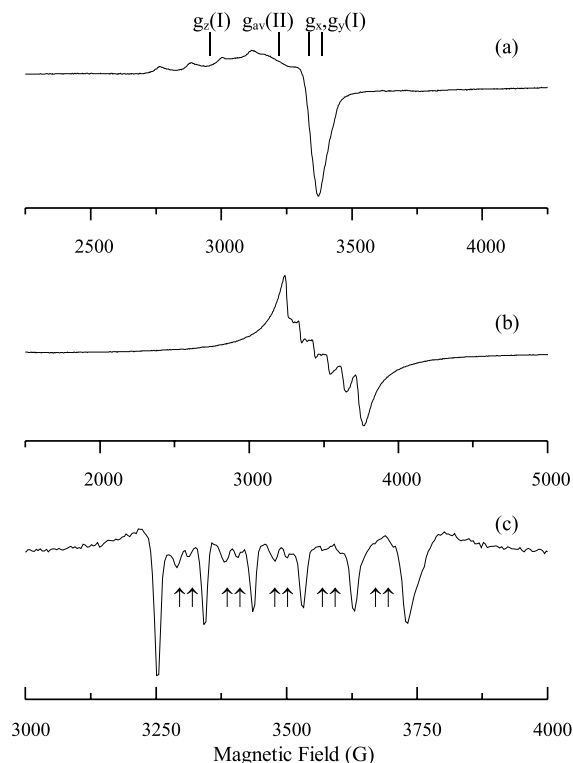 g_z(I) g_av(II) g_x,g_y(I)
(a)
2500 3000 3500 4000
(b)
2000 3000 4000 5000
(c)
3000 3250 3500 3750 4000
Magnetic Field (G)